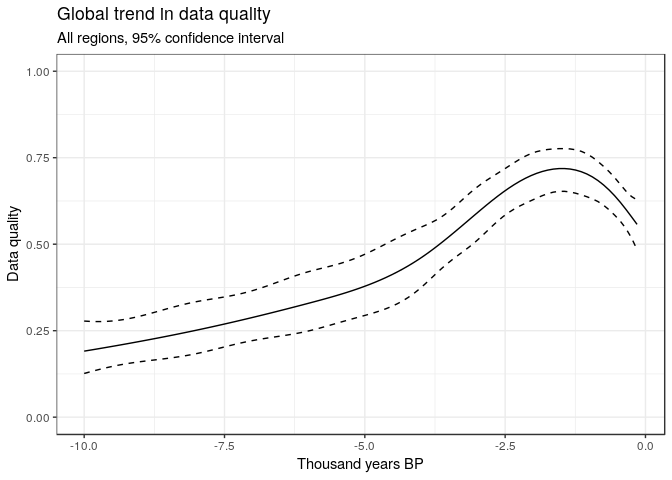 Global trend in data quality
All regions, 95% confidence interval
1.00
0.75
0.50
0.25
0.00
Data quality
-10.0 -7.5 -5.0 -2.5 0.0
Thousand years BP